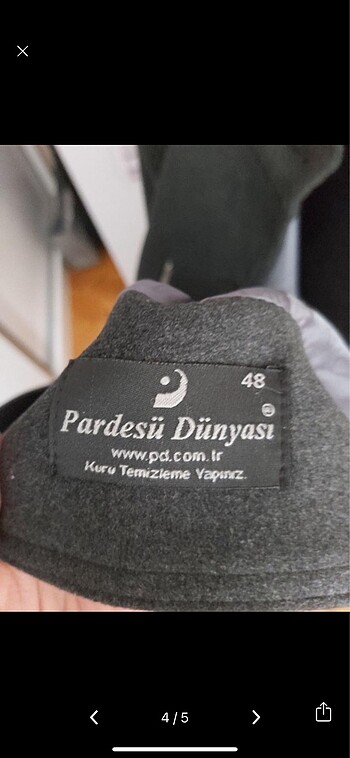 48
®
Pardesü Dünyası
www.pd.com.tr
Kuru Temizleme Yapınız.
4/5